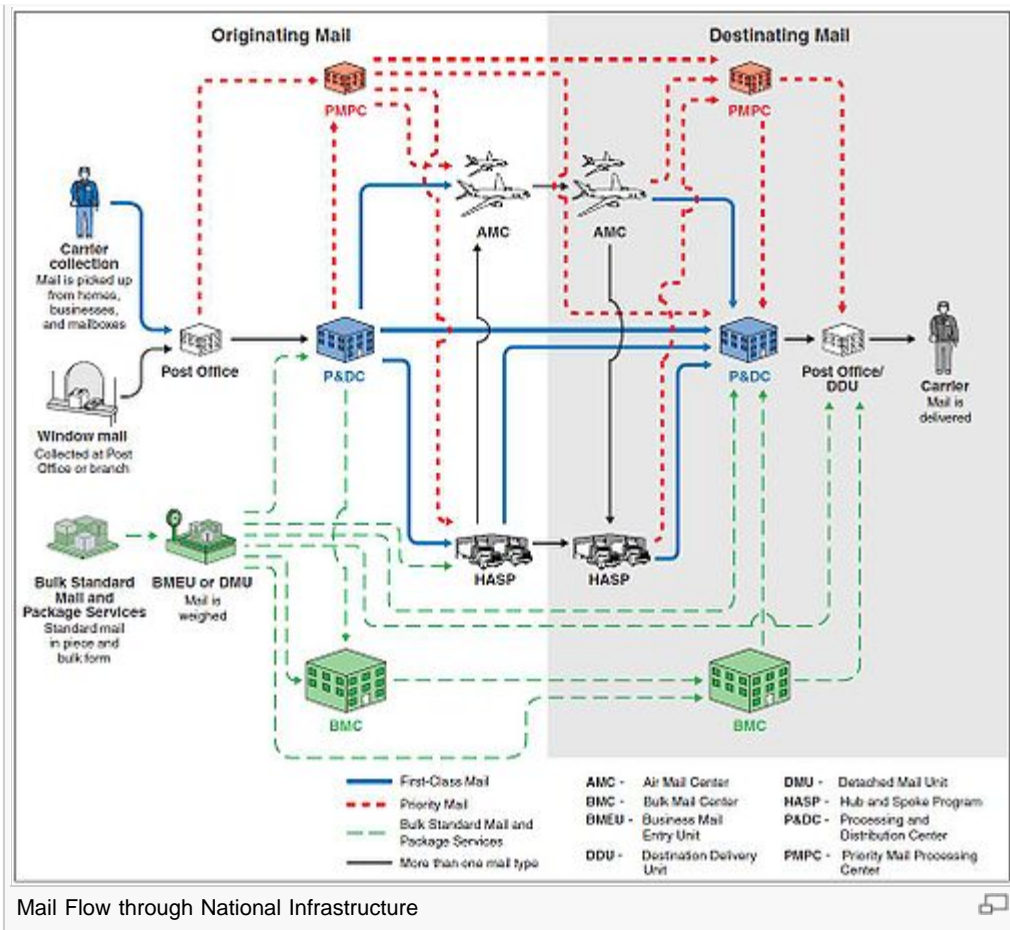 Originating Mail
Destinating Mail
PMPC
PMPC
AMC
AMC
Carrier
collection
Mail is picked up
from homes,
businesses,
and mailboxes
Post Office
P&DC
P&DC
Post Office/
DDU
Carrier
Mail is
delivered
Window mail
Collected at Post
Office or branch
HASP
HASP
Bulk Standard
Mail and
Package Services
Standard mail
in piece and
bulk form
BMEU or DMU
Mail is
weighed
BMC
BMC
First-Class Mail
Priority Mail
Bulk Standard Mail and
Package Services
More than one mail type
AMC - Air Mail Center
BMC - Bulk Mail Center
BMEU - Business Mail
Entry Unit
DDU - Destination Delivery
Unit
DMU - Detached Mail Unit
HASP - Hub and Spoke Program
P&DC - Processing and
Distribution Center
PMPC - Priority Mail Processing
Center
Mail Flow through National Infrastructure